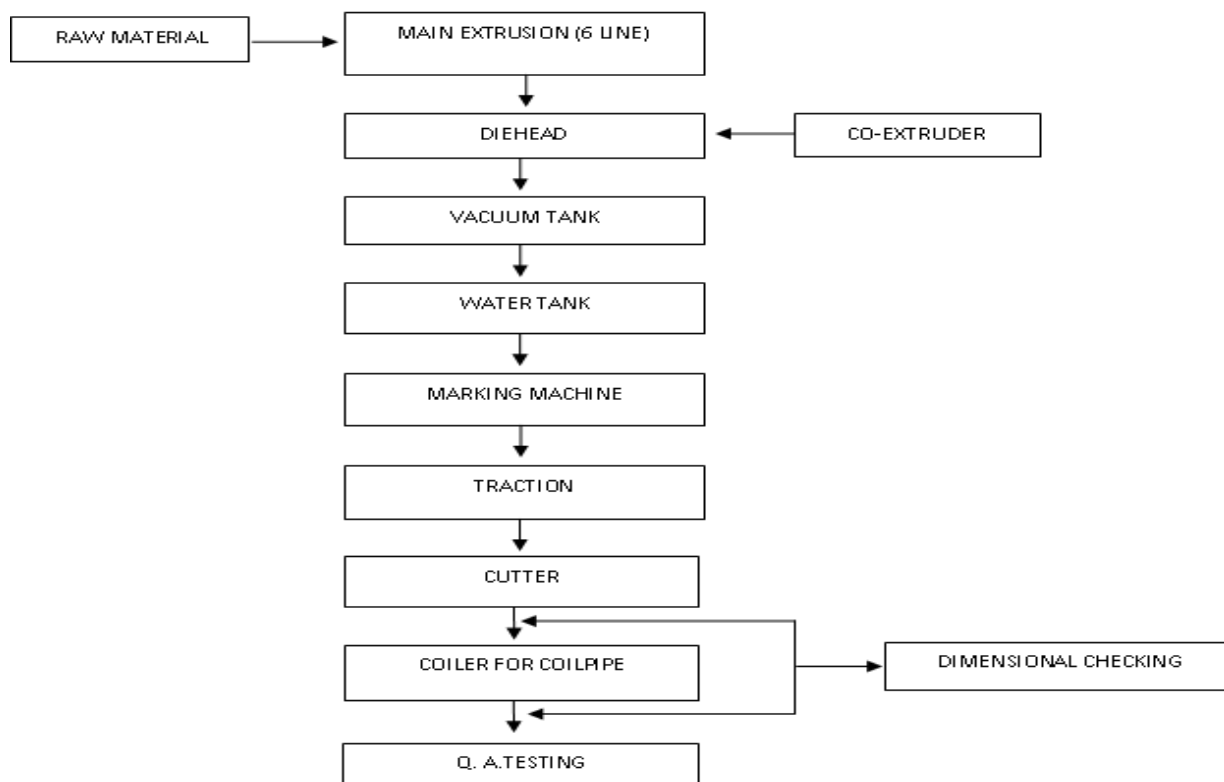 RAW MATERIAL
MAIN EXTRUSION (6 LINE)
DIEHEAD
CO-EXTRUDER
VACUUM TANK
WATER TANK
MARKING MACHINE
TRACTION
CUTTER
COILER FOR COILPIPE
DIMENSIONAL CHECKING
Q. A.TESTING